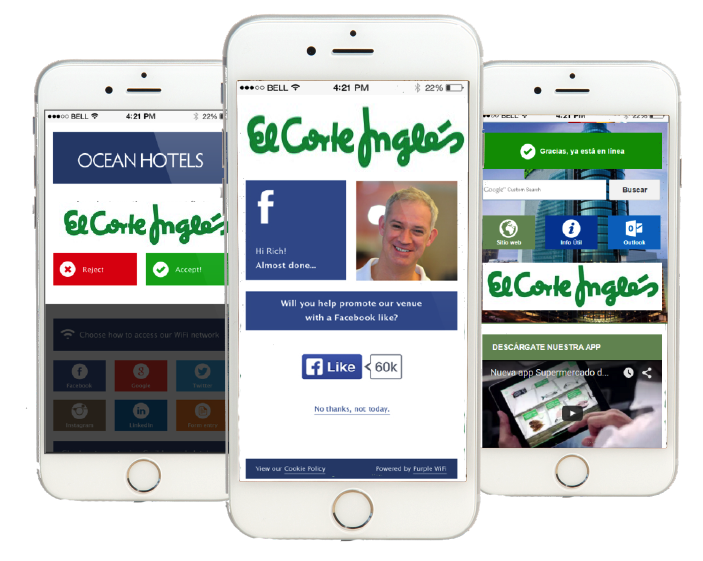 BELL 4:21 PM 22%
OCEAN HOTELS
El Corte Inglés
Reject
Accept!
Choose how to access our WiFi network
Facebook
Google
Twitter
Instagram
LinkedIn
BELL 4:21 PM 22%
El Corte Inglés
f
Hi Rich!
Almost done...
Will you help promote our venue
with a Facebook like?
f Like 60k
No thanks, not today.
View our Cookie Policy Powered by Purple WiFi
BELL 4:21 PM 22%
Gracias, ya está en línea
Google Custom Search Buscar
Sitio web
Info Útil
Outlook
El Corte Inglés
DESCÁRGATE NUESTRA APP
Nueva app Supermercado d...